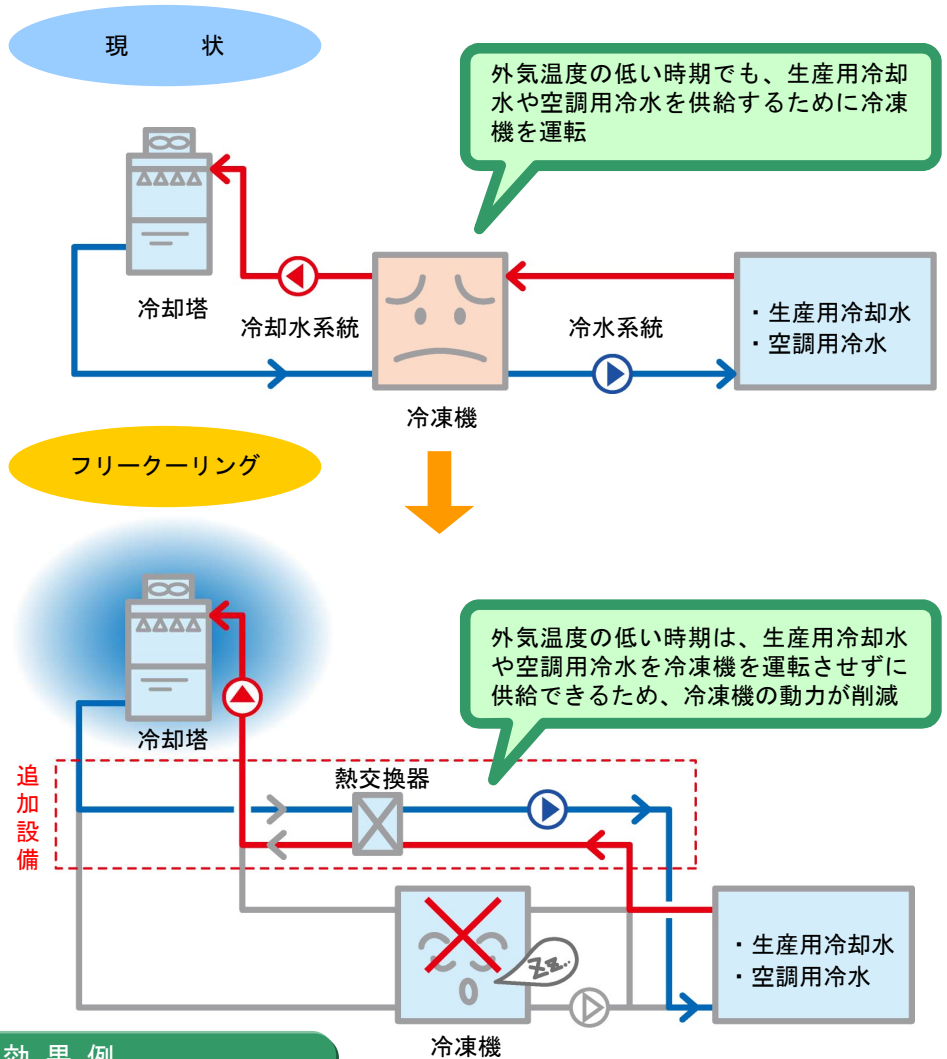 現 状
外気温度の低い時期でも、生産用冷却
水や空調用冷水を供給するために冷凍
機を運転
冷却塔
冷却水系統
冷水系統
・生産用冷却水
・空調用冷水
冷凍機
フリークーリング
外気温度の低い時期は、生産用冷却水
や空調用冷水を冷凍機を運転させずに
供給できるため、冷凍機の動力が削減
冷却塔
追加設備
熱交換器
・生産用冷却水
・空調用冷水
Zz..
冷凍機
効果例